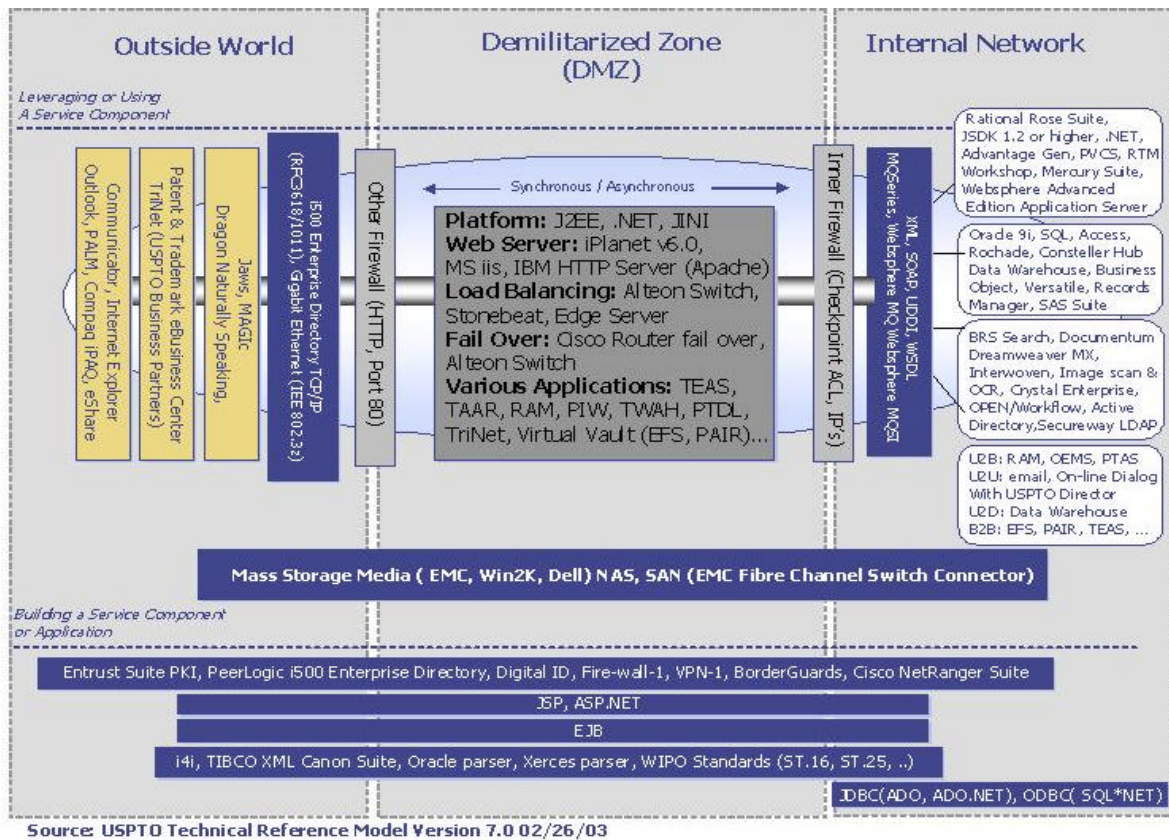 Outside World
Demilitarized Zone
(DMZ)
Internal Network
Leveraging or Using
A Service Component
Communicator, Internet Explorer
Outlook, PALM, Compaq iPAQ, eShare
Patent & Trademark eBusiness Center
TriNet (USPTO Business Partners)
Jaws, MAGIc
Dragon Naturally Speaking,
i500 Enterprise Directory TCP/IP
(RFC3618/1011), Gigabit Ethernet (IEE 802.3z)
Other Firewall (HTTP, Port 80)
Synchronous / Asynchronous
Platform: J2EE, .NET, JINI
Web Server: iPlanet v6.0,
MS iis, IBM HTTP Server (Apache)
Load Balancing: Alteon Switch,
Stonebeat, Edge Server
Fail Over: Cisco Router fail over,
Alteon Switch
Various Applications: TEAS,
TAAR, RAM, PIW, TWAH, PTDL,
TriNet, Virtual Vault (EFS, PAIR)...
Inner Firewall (Checkpoint ACL, IP's)
XML, SOAP, UDDI, WSDL
MQSeries, Websphere MQ Websphere MQSI
Rational Rose Suite,
JSDK 1.2 or higher, .NET,
Advantage Gen, PVCS, RTM
Workshop, Mercury Suite,
Websphere Advanced
Edition Application Server
Oracle 9i, SQL, Access,
Rochade, Consteller Hub
Data Warehouse, Business
Object, Versatile, Records
Manager, SAS Suite
BRS Search, Documentum
Dreamweaver MX,
Interwoven, Image scan &
OCR, Crystal Enterprise,
OPEN/Workflow, Active
Directory,Secureway LDAP
U2B: RAM, OEMS, PTAS
U2U: email, On-line Dialog
With USPTO Director
U2D: Data Warehouse
B2B: EFS, PAIR, TEAS, ...
Mass Storage Media ( EMC, Win2K, Dell) NAS, SAN (EMC Fibre Channel Switch Connector)
Building a Service Component
or Application
Entrust Suite PKI, PeerLogic i500 Enterprise Directory, Digital ID, Fire-wall-1, VPN-1, BorderGuards, Cisco NetRanger Suite
JSP, ASP.NET
EJB
i4i, TIBCO XML Canon Suite, Oracle parser, Xerces parser, WIPO Standards (ST.16, ST.25, ..)
JDBC(ADO, ADO.NET), ODBC( SQL*NET)
Source: USPTO Technical Reference Model Version 7.0 02/26/03